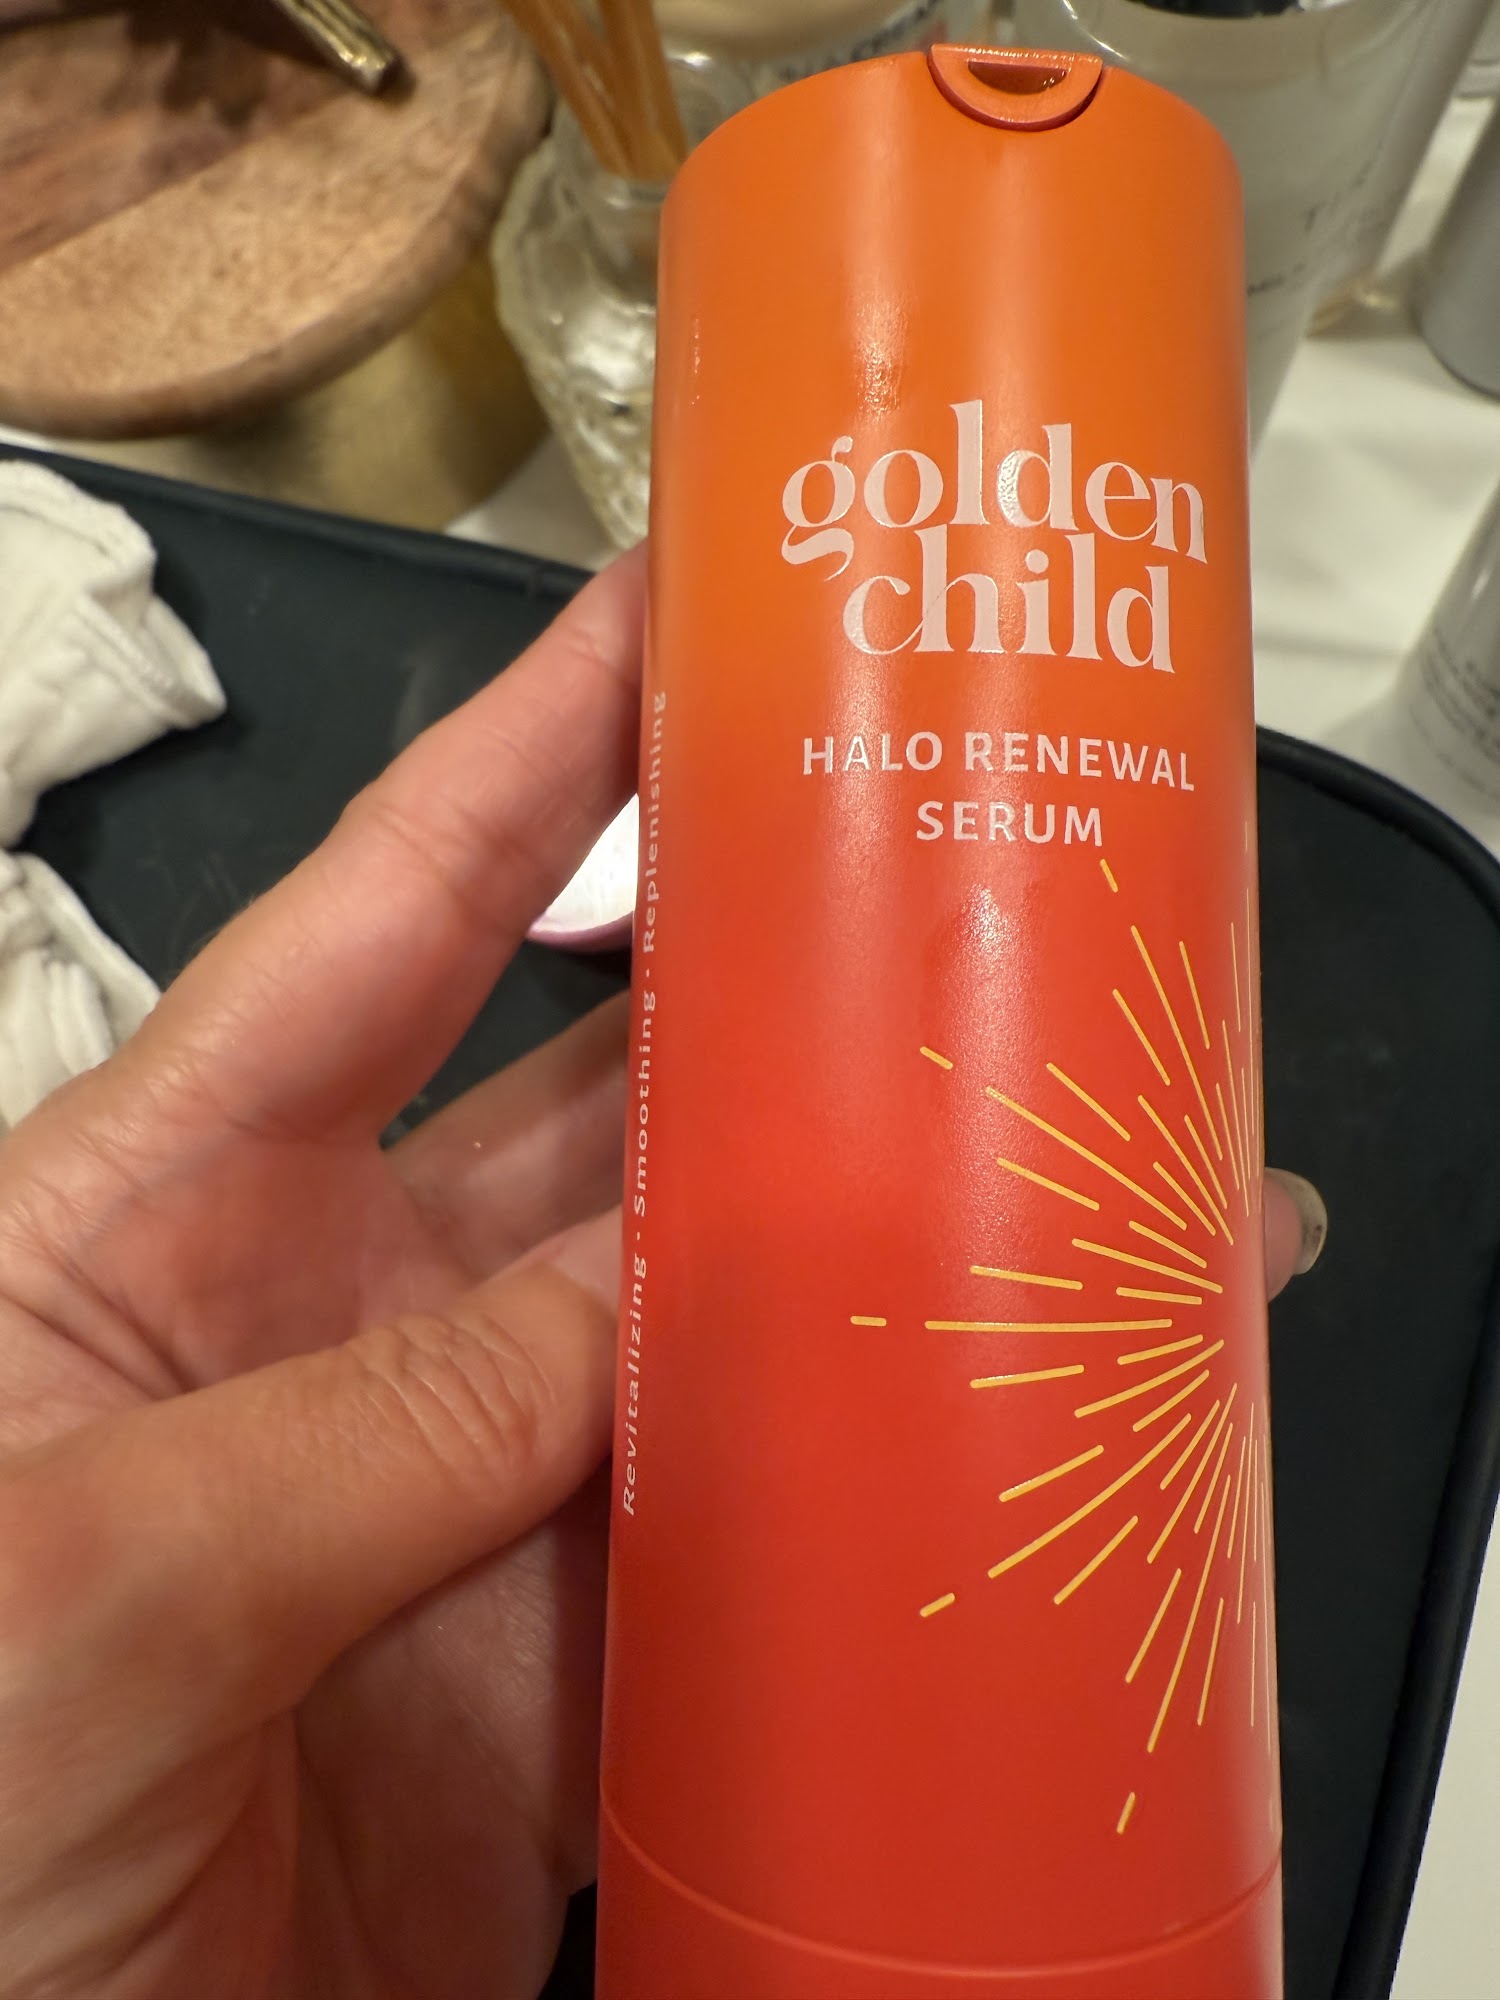 golden
child
HALO RENEWAL
SERUM
Revitalizing · Smoothing · Replenishing